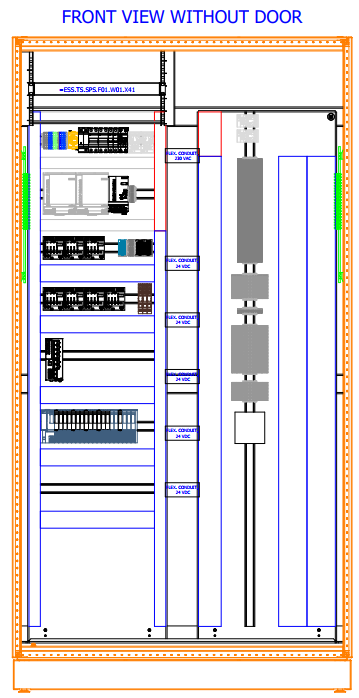 FRONT VIEW WITHOUT DOOR
=ESS.TS.SPS.F01.W01.X41
FLEX. CONDUIT
230 VAC
FLEX. CONDUIT
24 VDC
FLEX. CONDUIT
24 VDC
FLEX. CONDUIT
24 VDC
FLEX. CONDUIT
24 VDC
FLEX. CONDUIT
24 VDC